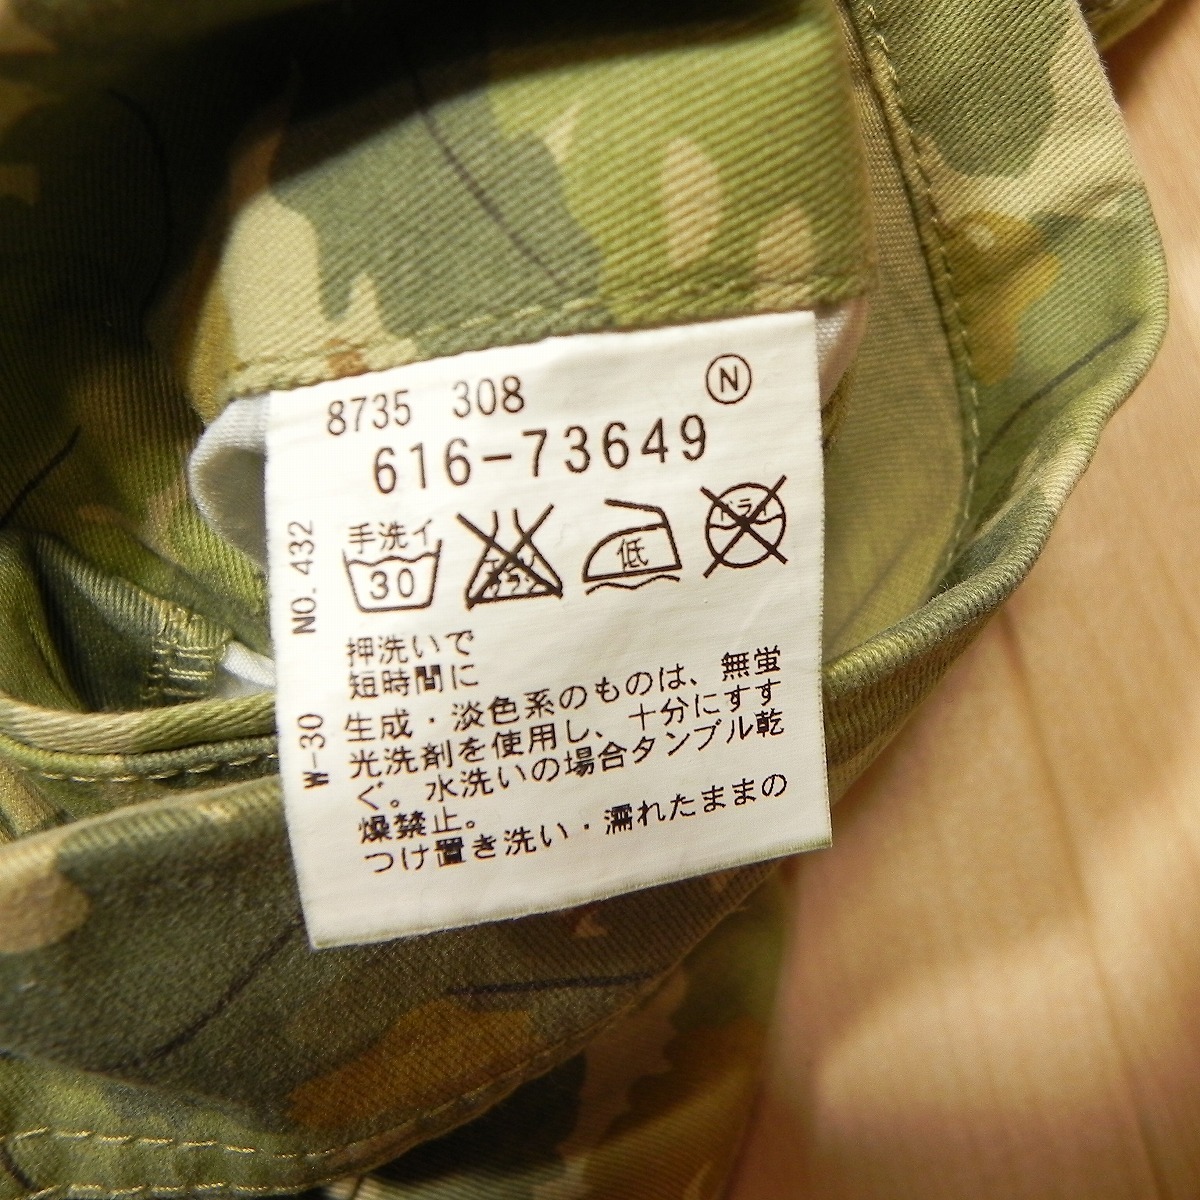 8735 308 Ⓝ
616-73649
手洗イ
30
低
ドライ
NO. 432
W-30
押洗いで
短時間に
生成・淡色系のものは、無蛍
光洗剤を使用し、十分にすす
ぐ。水洗いの場合タンブル乾
燥禁止。
つけ置き洗い・濡れたままの